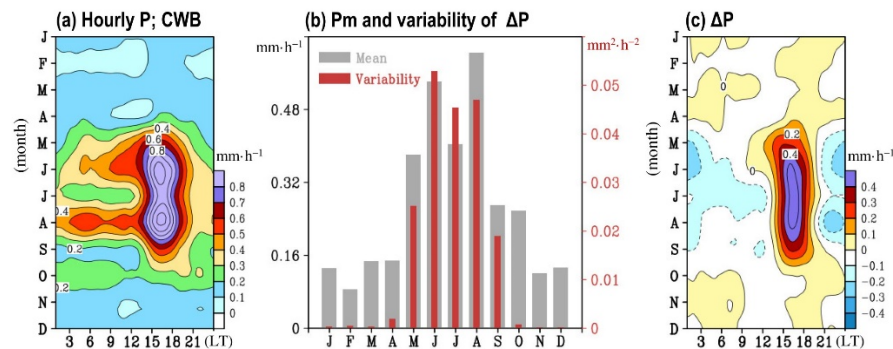 (a) Hourly P; CWB
(b) Pm and variability of ΔP
(c) ΔP
J
F
M
A
M
J
J
A
S
O
N
D
(month)
3 6 9 12 15 18 21 (LT)
0.4
0.6
0.8
0.4
0.2
0.2
mm·h⁻¹
0.8
0.7
0.6
0.5
0.4
0.3
0.2
0.1
0
mm·h⁻¹
0.48
0.32
0.16
0
Mean
Variability
J F M A M J J A S O N D
mm²·h⁻²
0.05
0.04
0.03
0.02
0.01
0
J
F
M
A
M
J
J
A
S
O
N
D
(month)
3 6 9 12 15 18 21 (LT)
0
0.2
0.4
0
mm·h⁻¹
0.4
0.3
0.2
0.1
0
−0.1
−0.2
−0.3
−0.4